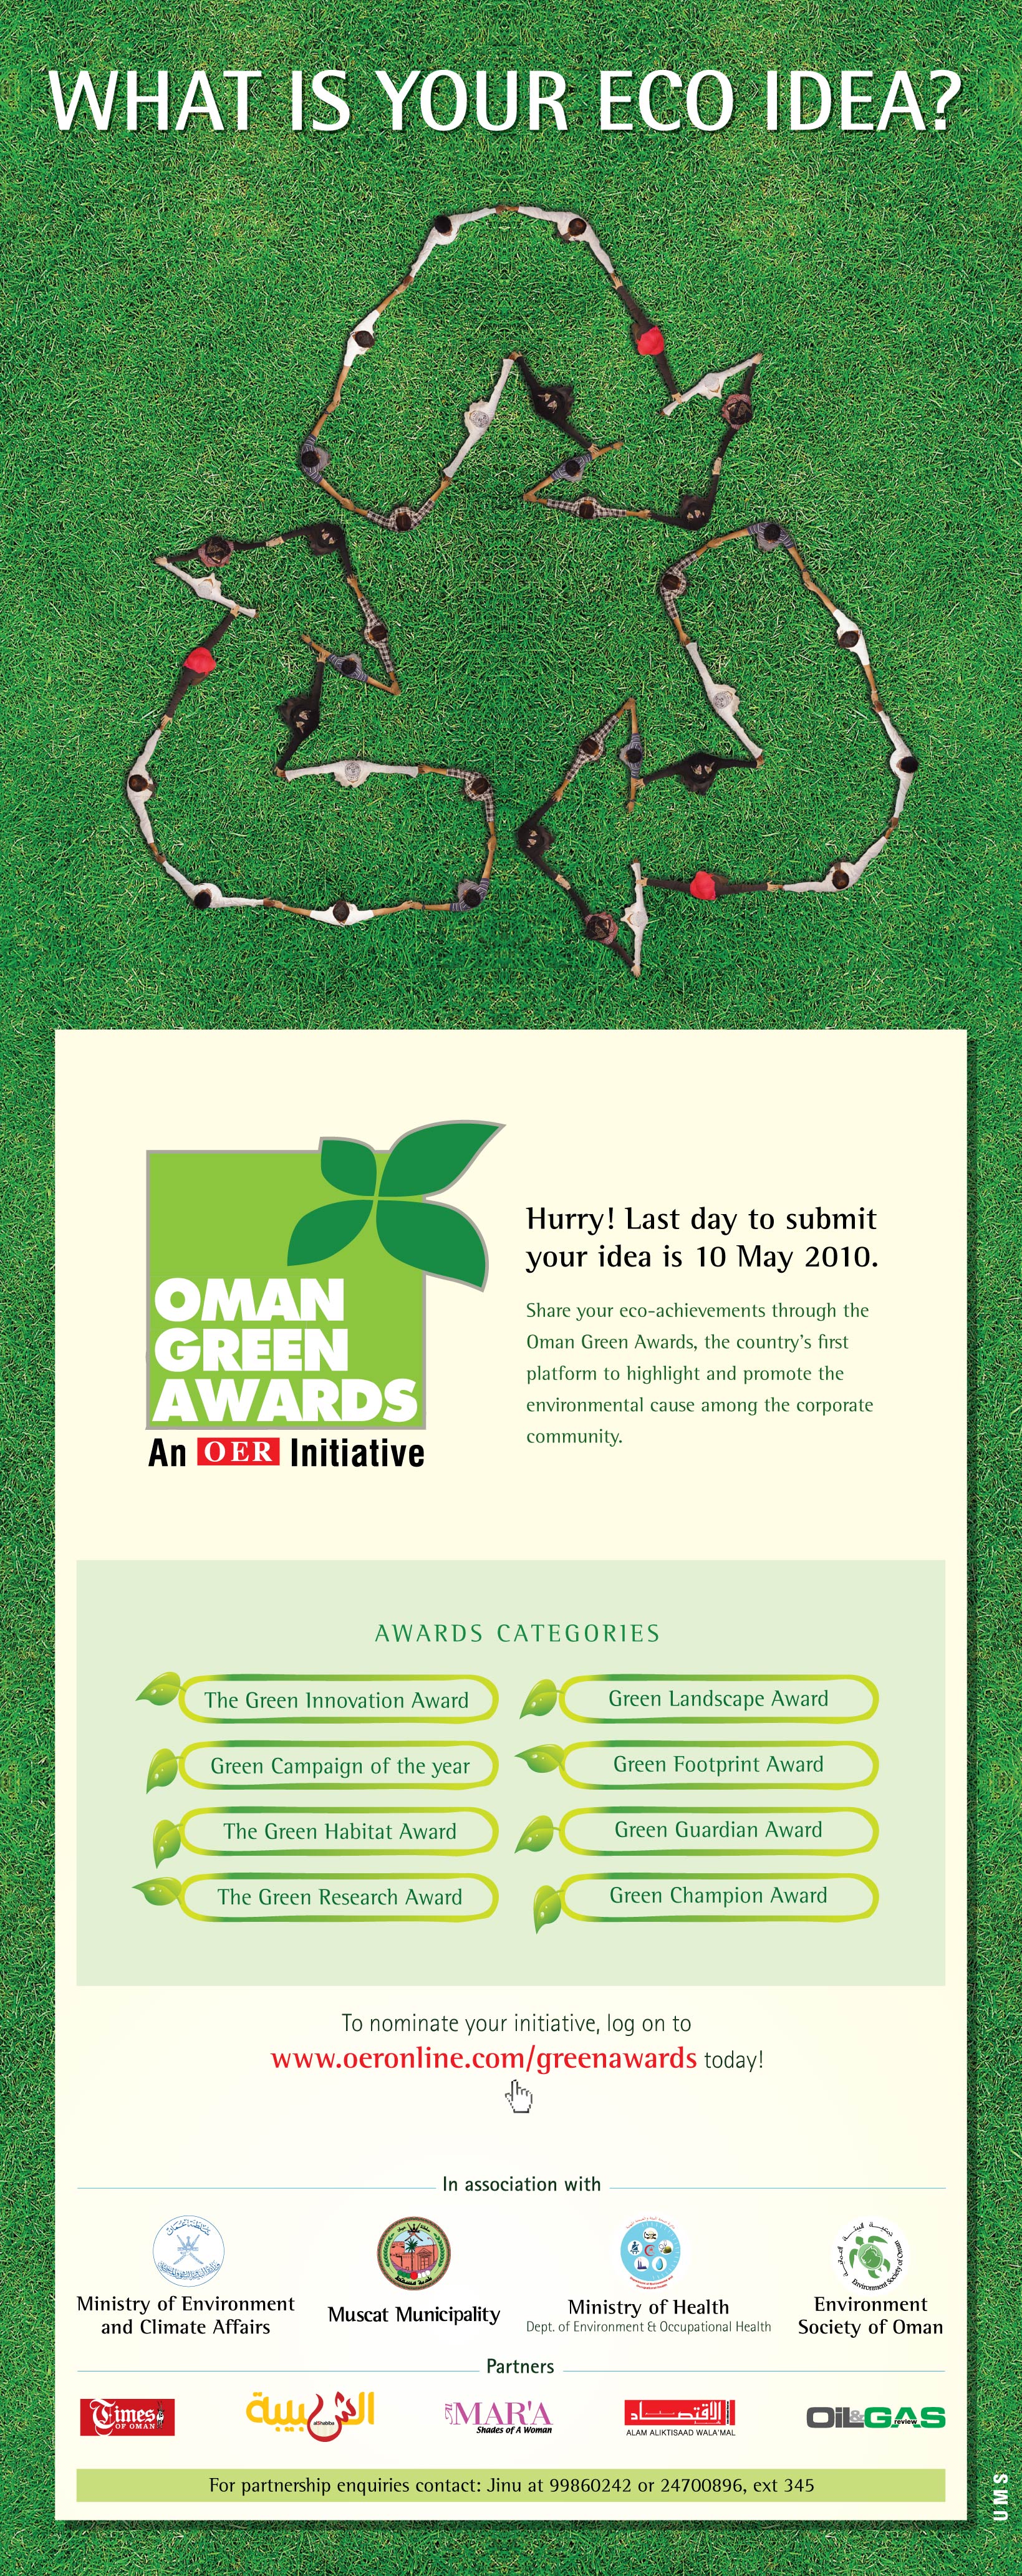 WHAT IS YOUR ECO IDEA?
OMAN
GREEN
AWARDS
An OER Initiative
Hurry! Last day to submit
your idea is 10 May 2010.
Share your eco-achievements through the
Oman Green Awards, the country's first
platform to highlight and promote the
environmental cause among the corporate
community.
AWARDS CATEGORIES
The Green Innovation Award
Green Landscape Award
Green Campaign of the year
Green Footprint Award
The Green Habitat Award
Green Guardian Award
The Green Research Award
Green Champion Award
To nominate your initiative, log on to
www.oeronline.com/greenawards today!
In association with
Environment Society of Oman
Ministry of Environment
and Climate Affairs
Muscat Municipality
Ministry of Health
Dept. of Environment & Occupational Health
Environment
Society of Oman
Partners
Times
OF OMAN
الشبيبة
alshabiba
MAR'A
Shades of A Woman
الاقتصاد
ALAM ALIKTISAAD WALA'MAL
OIL&GAS
review
For partnership enquiries contact: Jinu at 99860242 or 24700896, ext 345
UMS